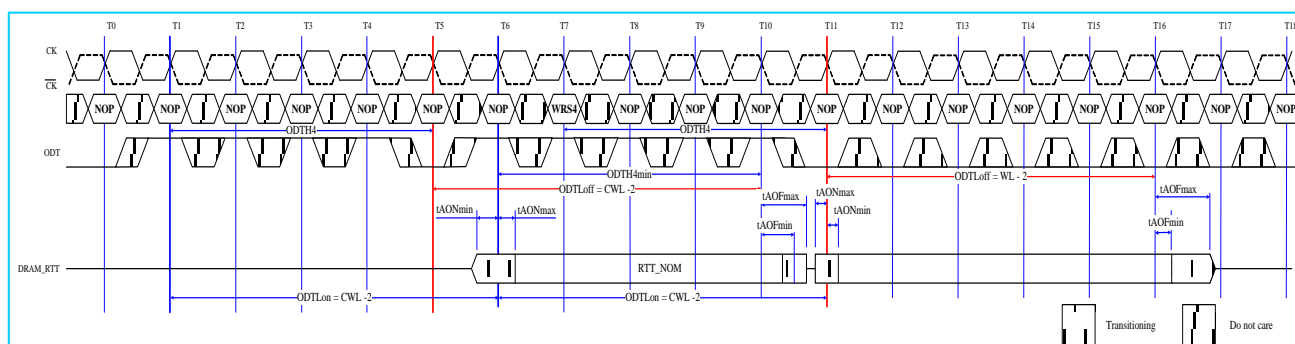 T0 T1 T2 T3 T4 T5 T6 T7 T8 T9 T10 T11 T12 T13 T14 T15 T16 T17 T18
CK
CK
NOP NOP NOP NOP NOP NOP NOP WRS4 NOP NOP NOP NOP NOP NOP NOP NOP NOP NOP NOP
ODTH4 ODTH4
ODT
ODTH4min
ODTLoff = CWL -2 ODTLoff = WL - 2
tAONmin tAONmax tAOFmax tAONmax tAOFmax
tAOFmin tAONmin tAOFmin
DRAM_RTT RTT_NOM
ODTLon = CWL -2 ODTLon = CWL -2
Transitioning Do not care